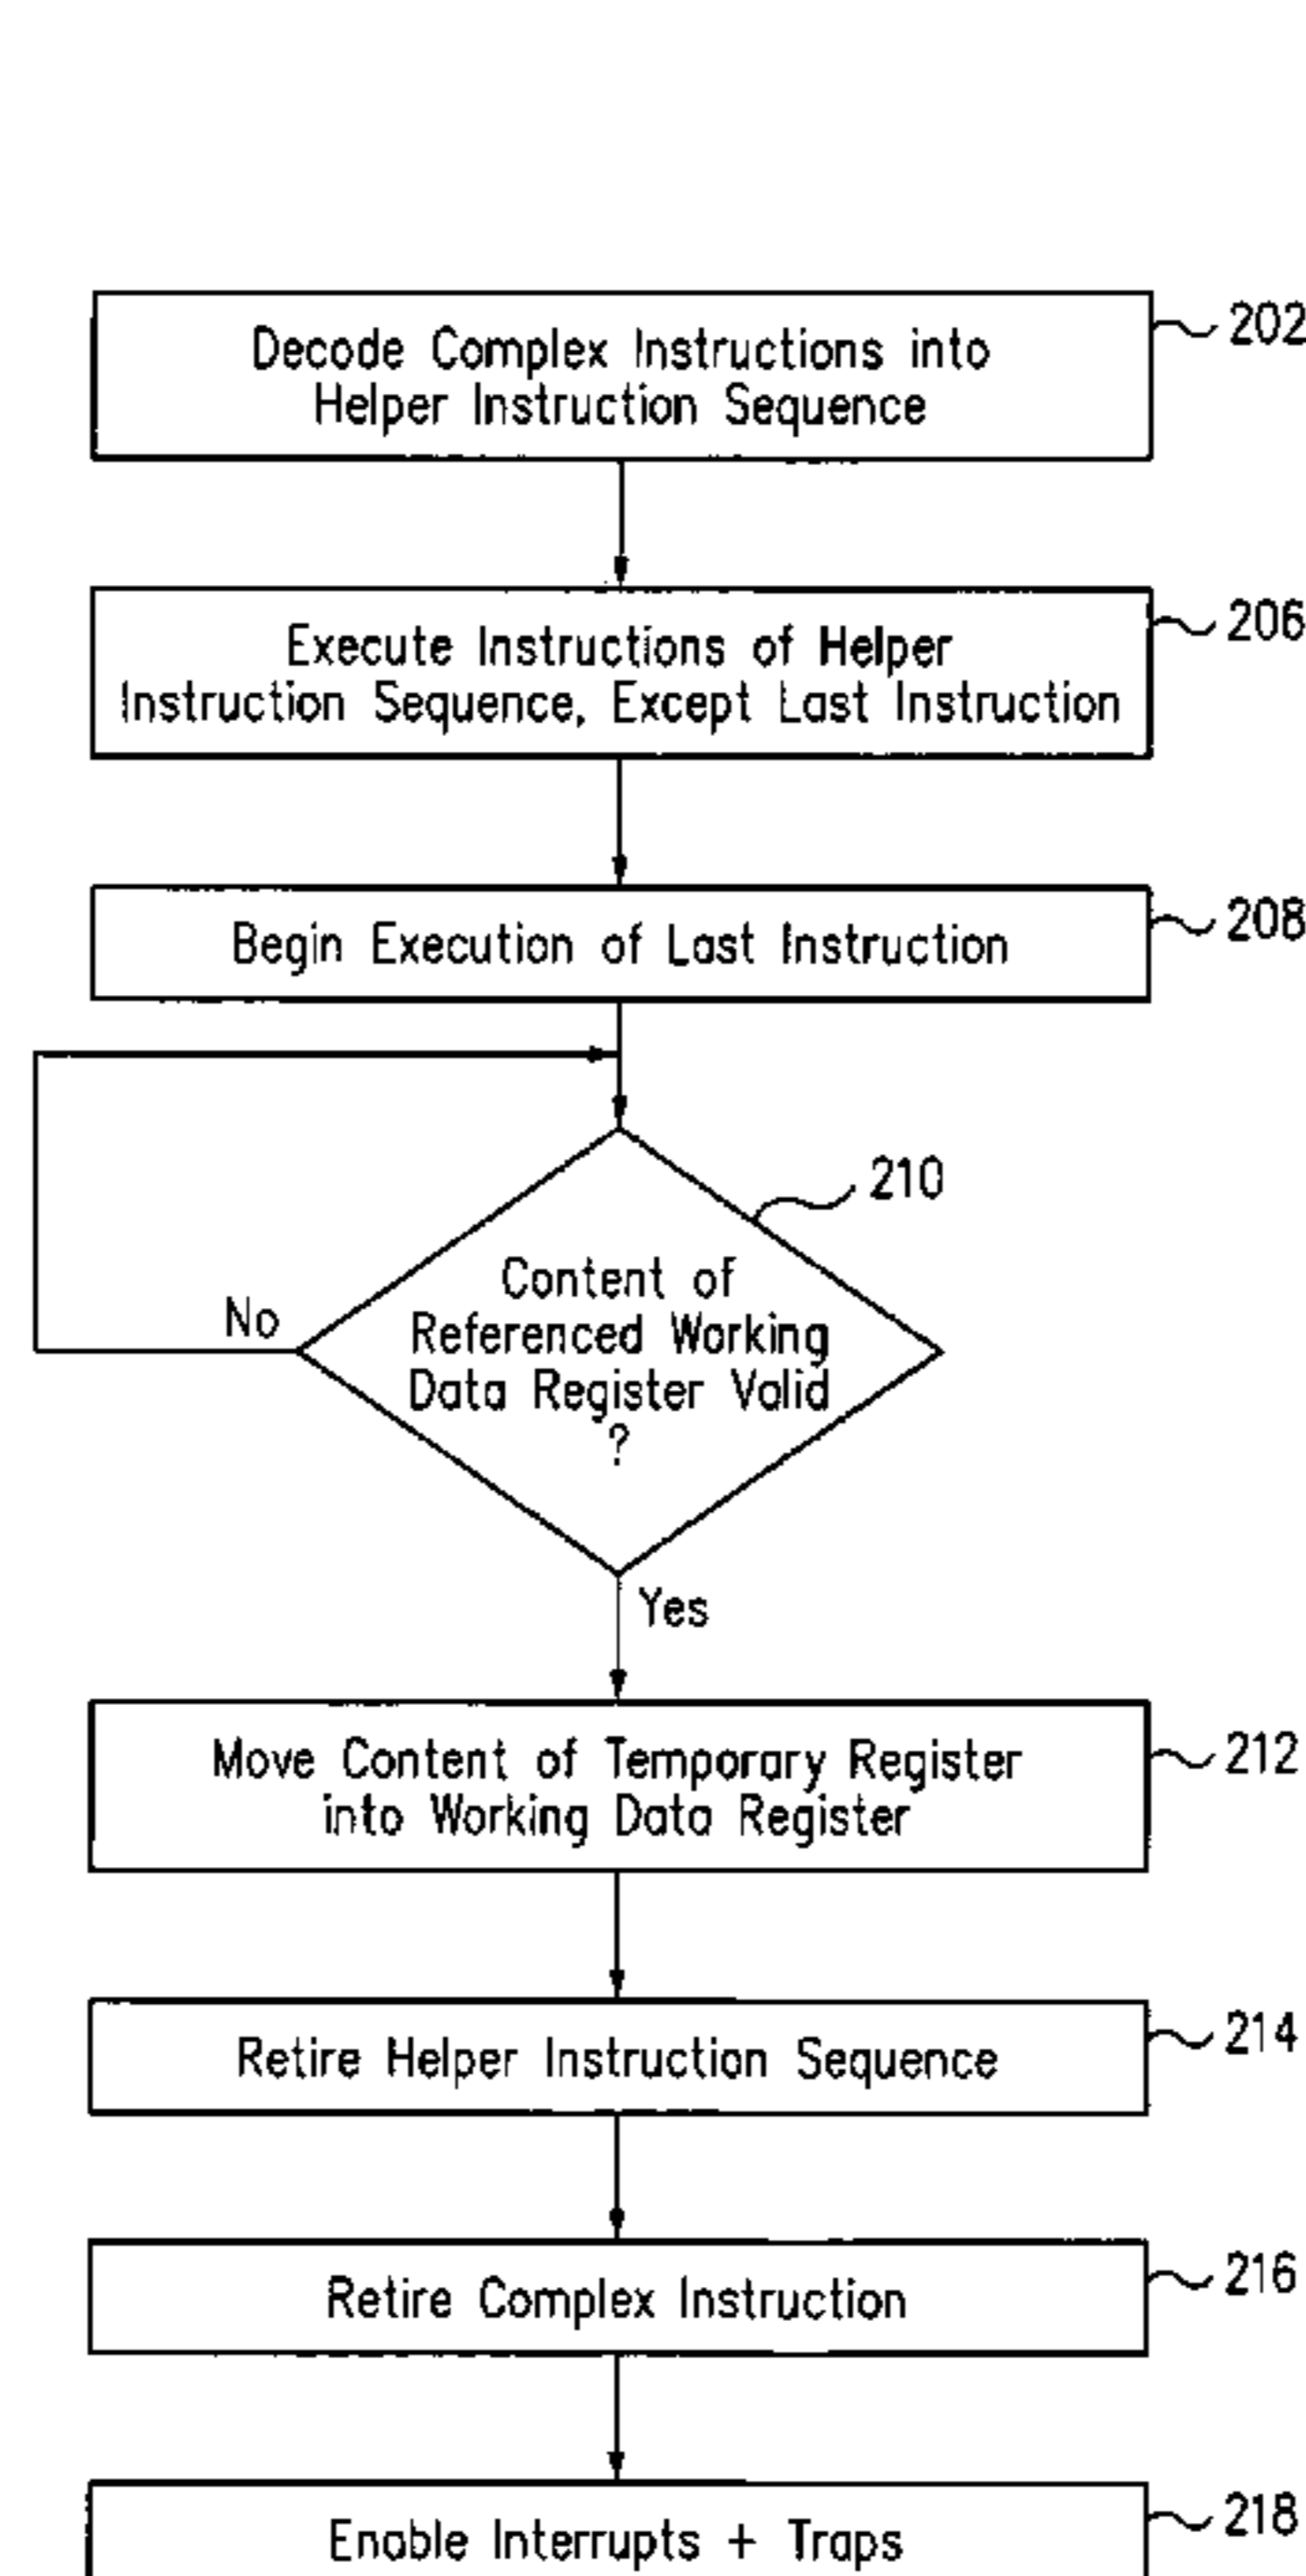 Decode Complex Instructions into
Helper Instruction Sequence
202
Execute Instructions of Helper
Instruction Sequence, Except Last Instruction
206
Begin Execution of Last Instruction
208
210
Content of
Referenced Working
Data Register Valid
?
No
Yes
Move Content of Temporary Register
into Working Data Register
212
Retire Helper Instruction Sequence
214
Retire Complex Instruction
216
Enable Interrupts + Traps
218